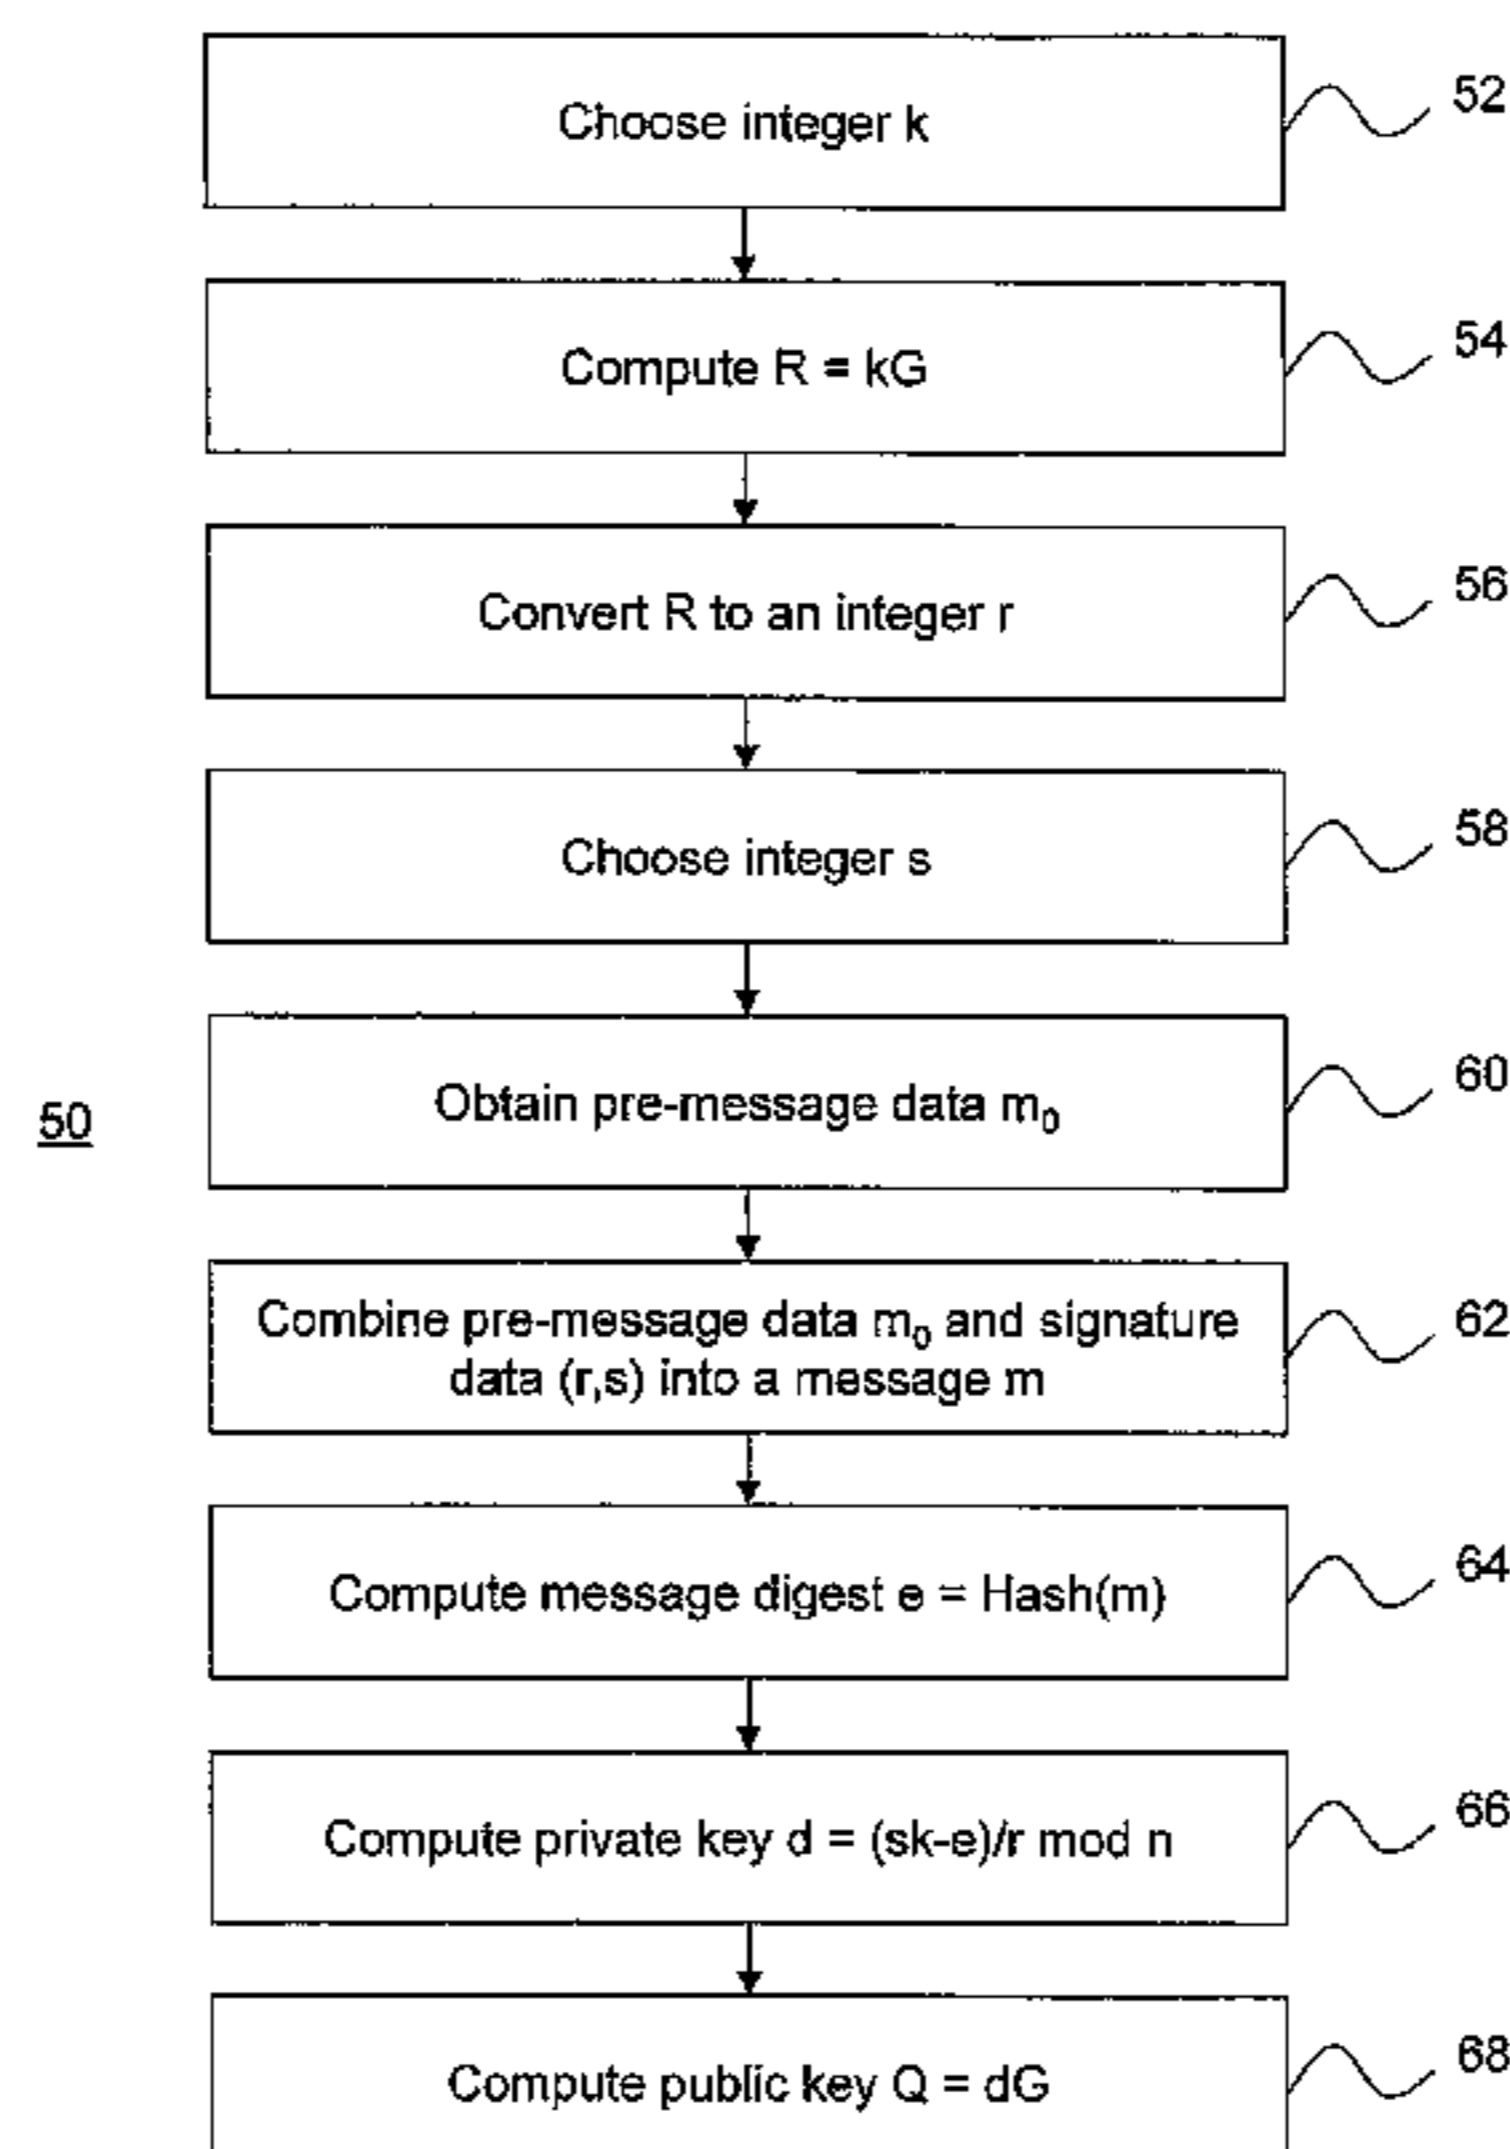 Choose integer k
52
Compute R = kG
54
Convert R to an integer r
56
Choose integer s
58
Obtain pre-message data m₀
60
50
Combine pre-message data m₀ and signature
data (r,s) into a message m
62
Compute message digest e = Hash(m)
64
Compute private key d = (sk-e)/r mod n
66
Compute public key Q = dG
68